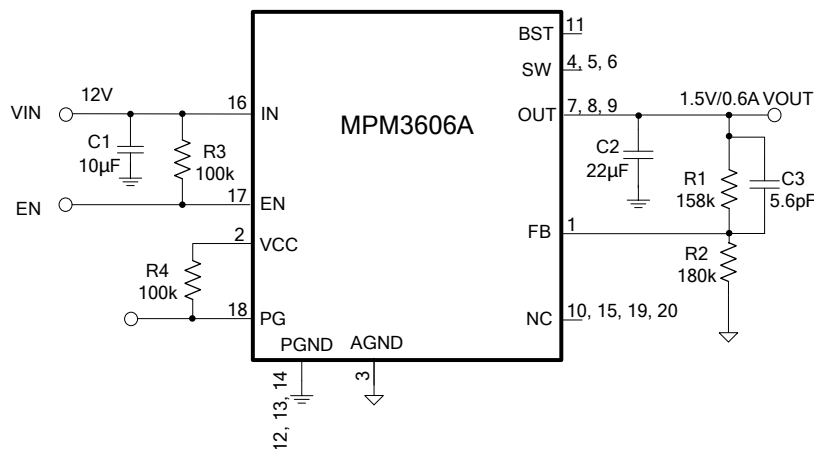 BST
11
SW
4, 5, 6
12V
1.5V/0.6A VOUT
VIN
16
IN
OUT
7, 8, 9
MPM3606A
C1
10μF
R3
100k
C2
22μF
R1
158k
C3
5.6pF
EN
17
EN
2
VCC
FB
1
R4
100k
R2
180k
18
PG
NC
10, 15, 19, 20
PGND
AGND
12, 13, 14
3